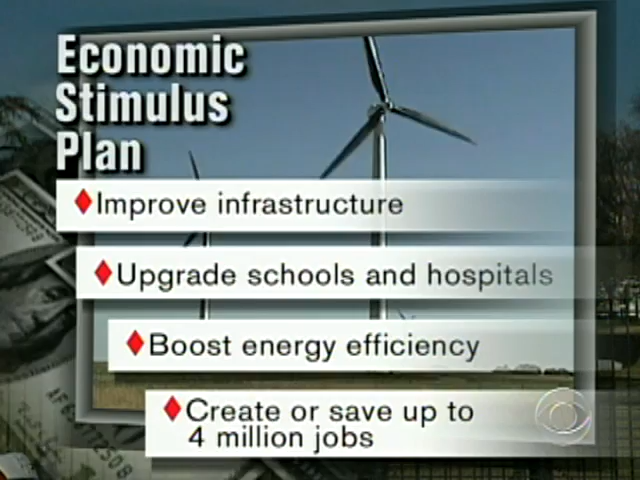 Economic
Stimulus
Plan
Improve infrastructure
Upgrade schools and hospitals
Boost energy efficiency
Create or save up to
4 million jobs